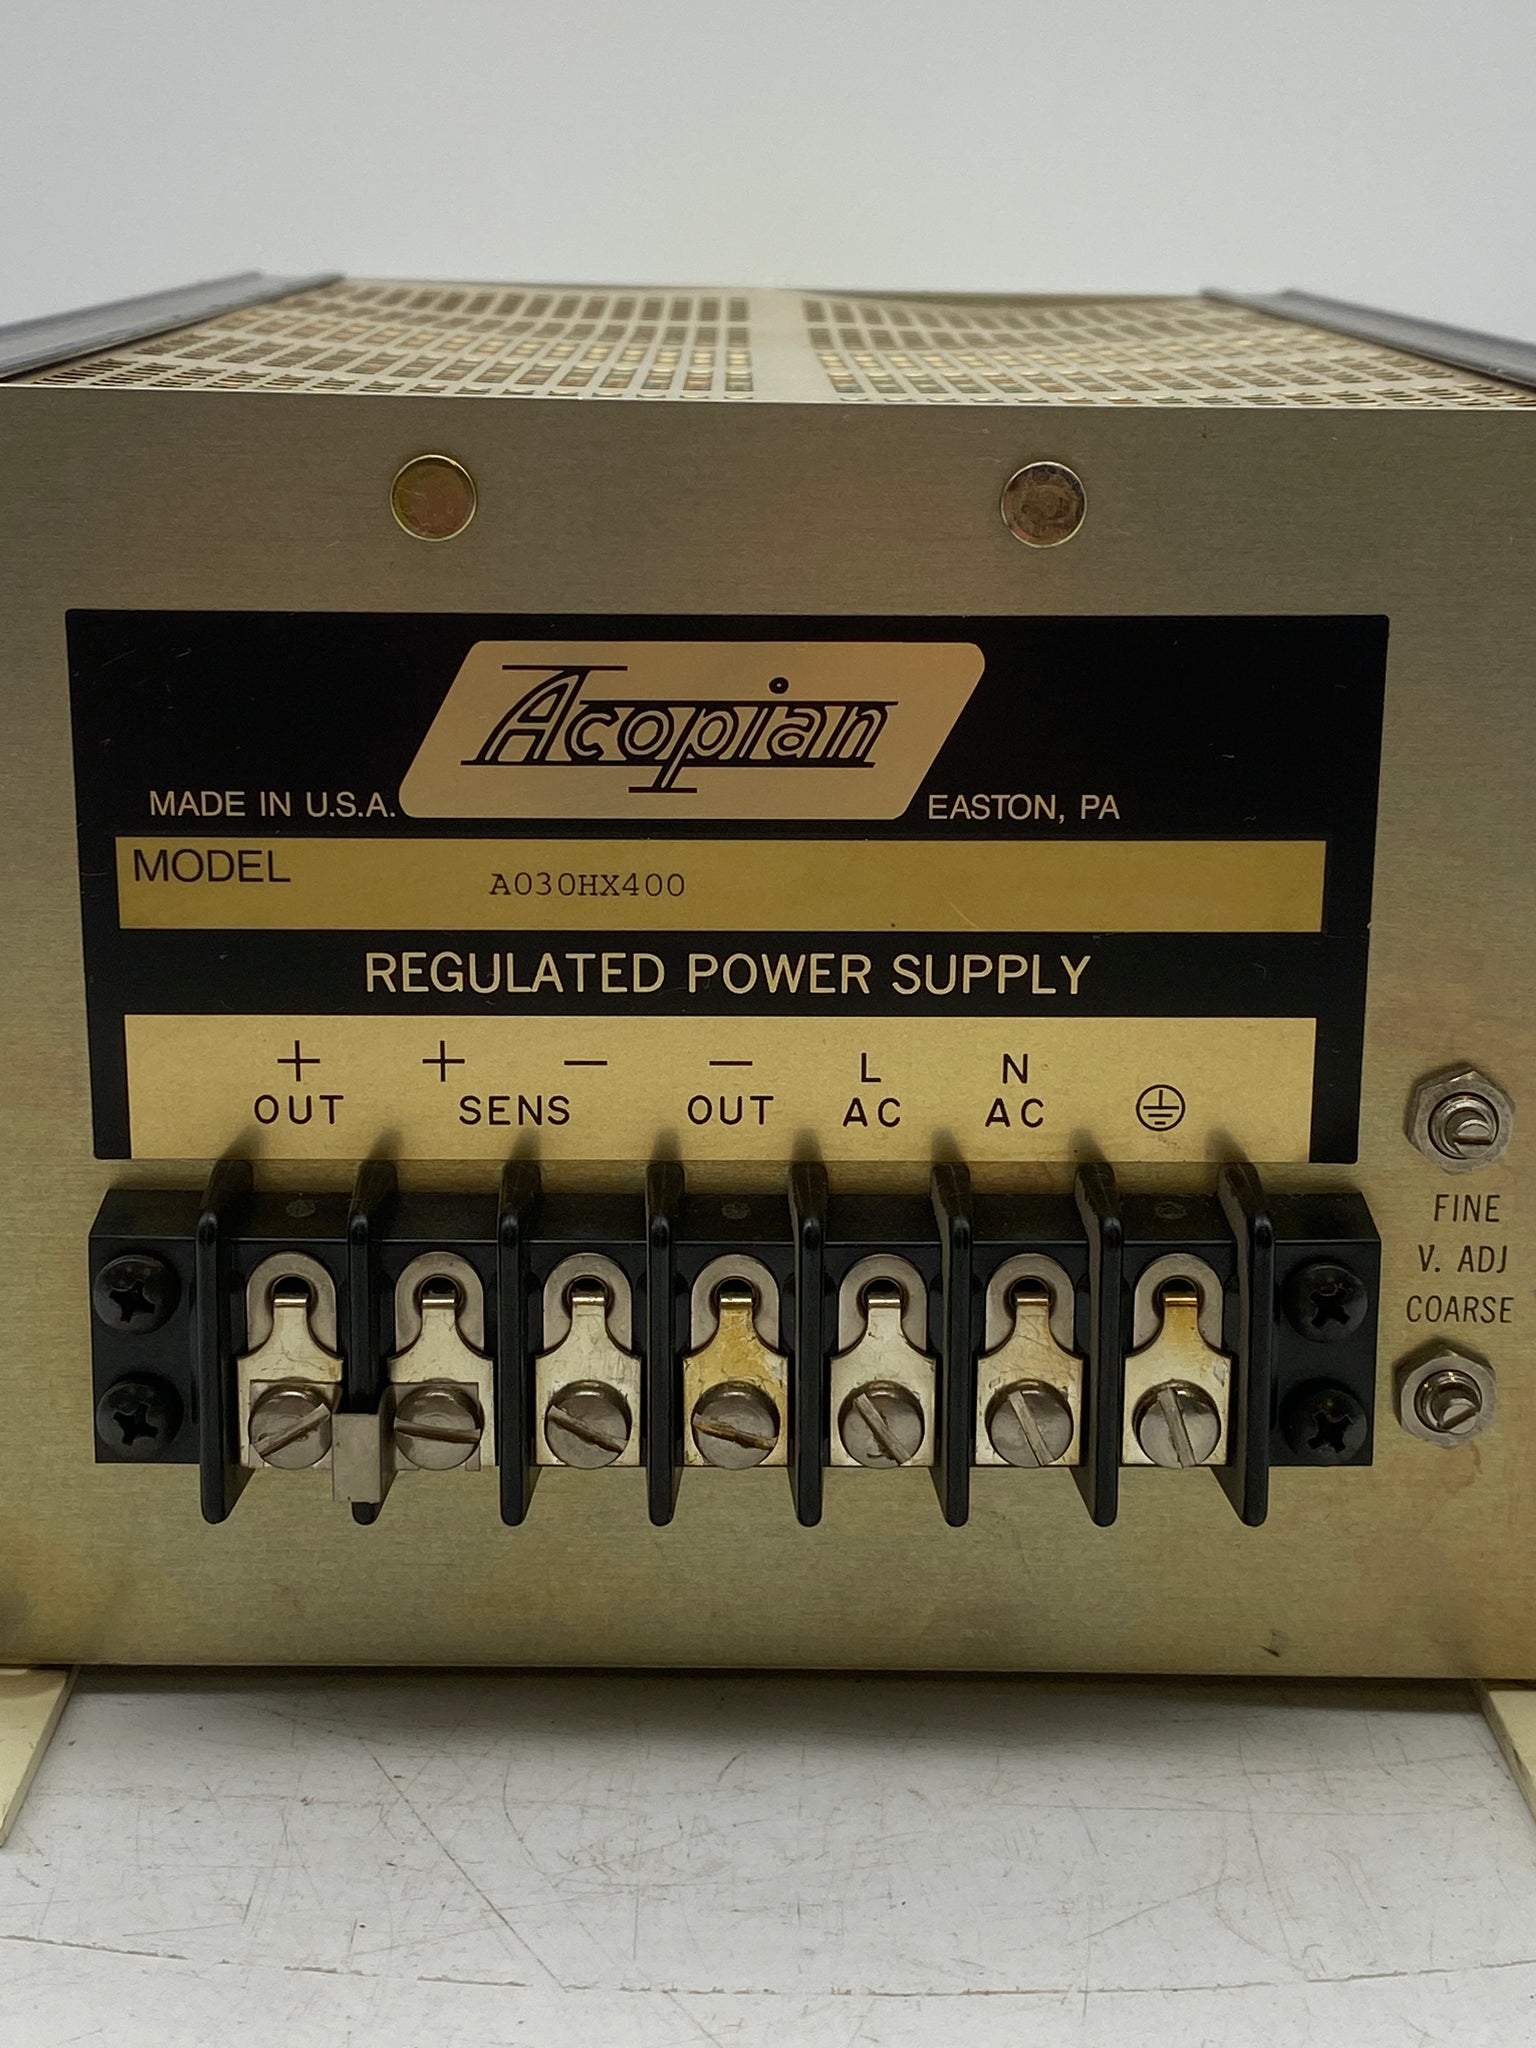 Acopian
MADE IN U.S.A. EASTON, PA
MODEL A030HX400
REGULATED POWER SUPPLY
+ + − − L N
OUT SENS OUT AC AC
FINE
V. ADJ
COARSE